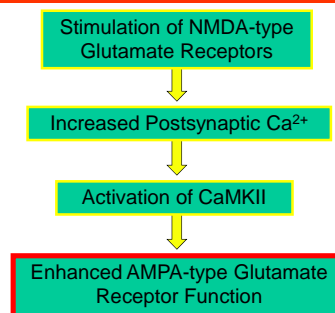 Stimulation of NMDA-type
Glutamate Receptors
Increased Postsynaptic Ca²⁺
Activation of CaMKII
Enhanced AMPA-type Glutamate
Receptor Function